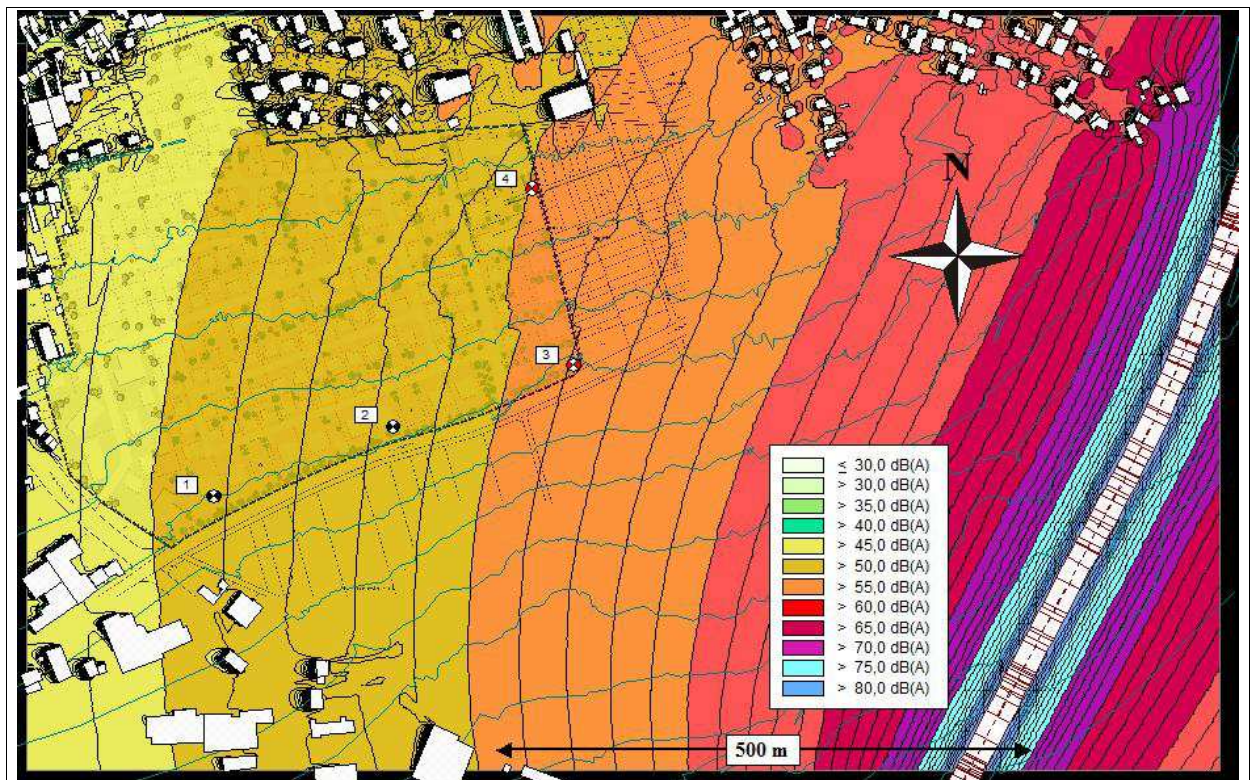 4
N
3
2
1
≤ 30,0 dB(A)
> 30,0 dB(A)
> 35,0 dB(A)
> 40,0 dB(A)
> 45,0 dB(A)
> 50,0 dB(A)
> 55,0 dB(A)
> 60,0 dB(A)
> 65,0 dB(A)
> 70,0 dB(A)
> 75,0 dB(A)
> 80,0 dB(A)
500 m